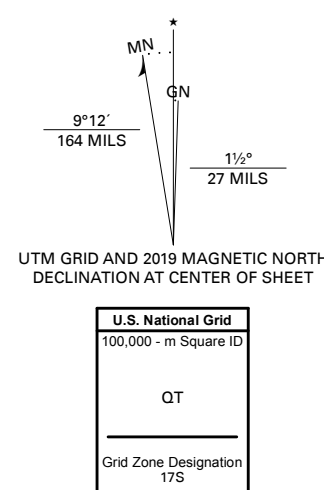 ★
MN
GN
9°12´
164 MILS
1½°
27 MILS
UTM GRID AND 2019 MAGNETIC NORTH
DECLINATION AT CENTER OF SHEET
U.S. National Grid
100,000 - m Square ID
QT
Grid Zone Designation
17S